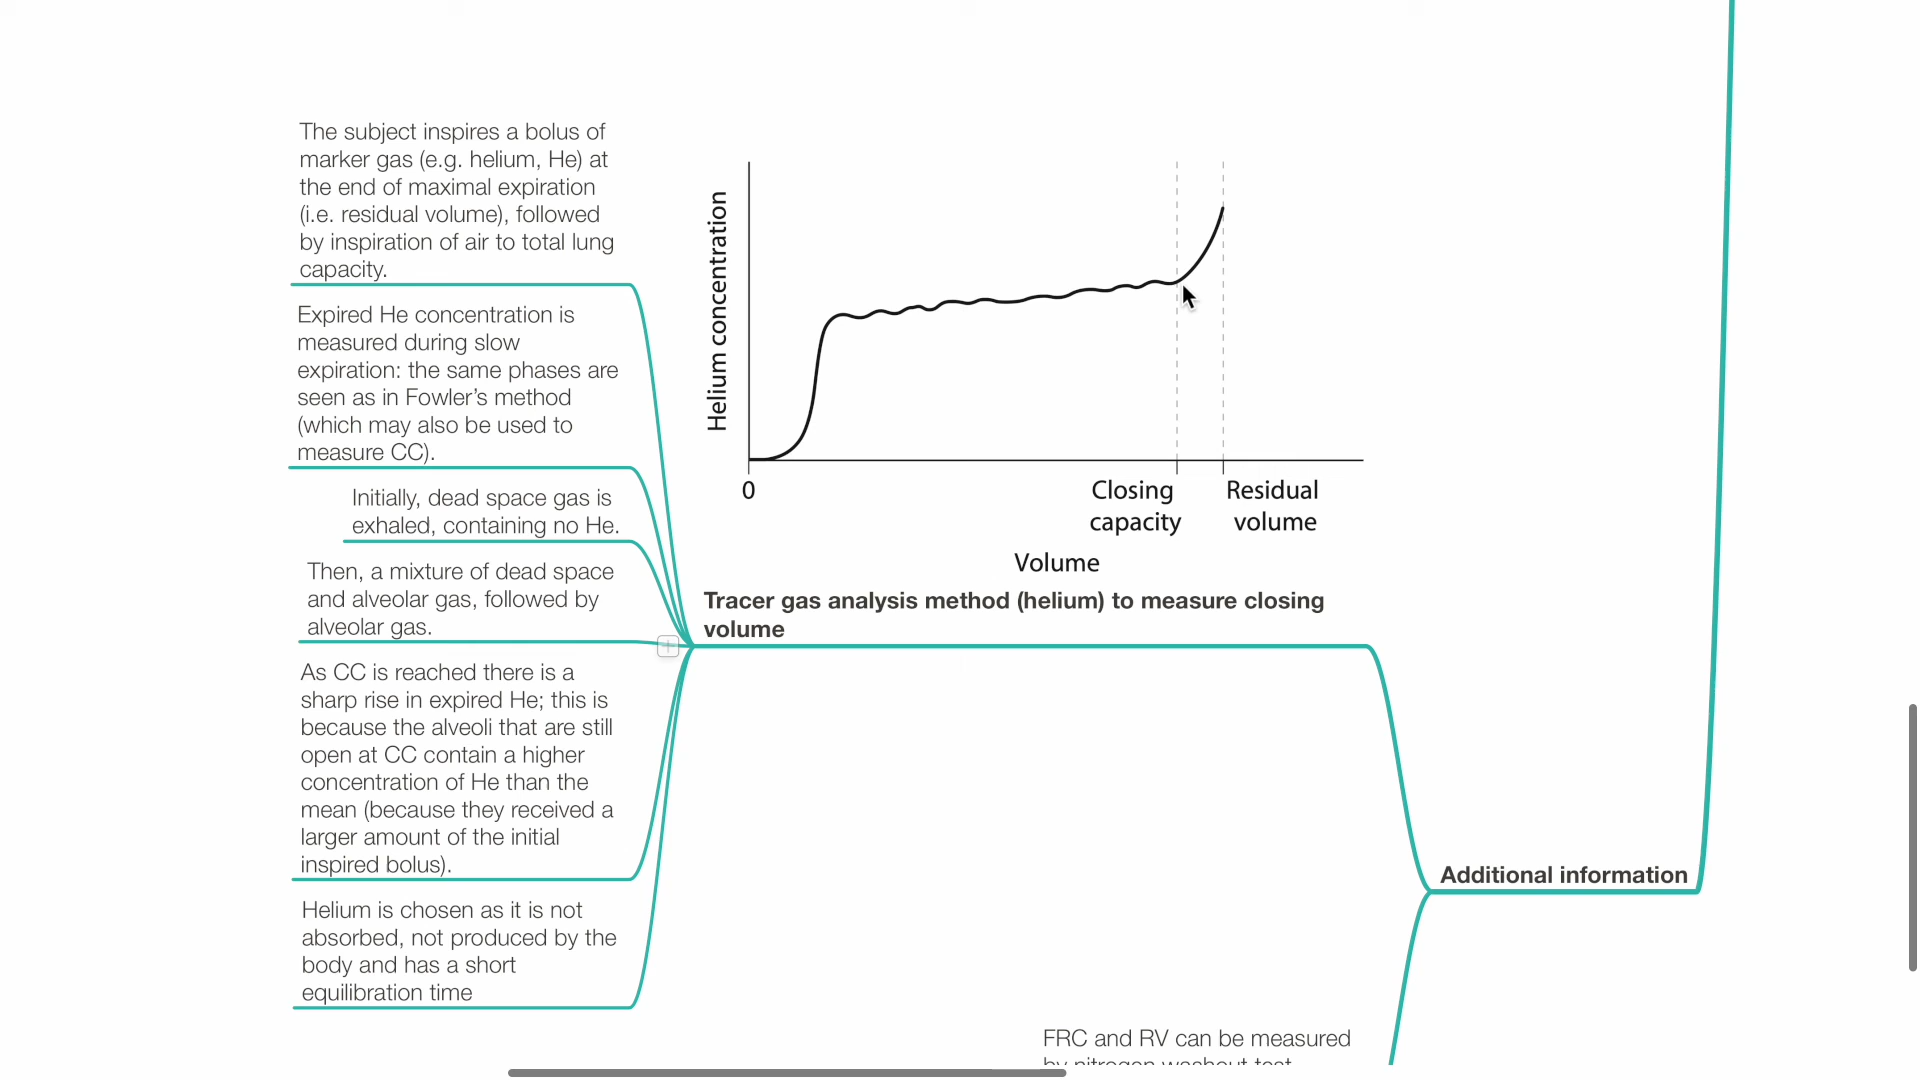 The subject inspires a bolus of
marker gas (e.g. helium, He) at
the end of maximal expiration
(i.e. residual volume), followed
by inspiration of air to total lung
capacity.
Expired He concentration is
measured during slow
expiration: the same phases are
seen as in Fowler’s method
(which may also be used to
measure CC).
Initially, dead space gas is
exhaled, containing no He.
Then, a mixture of dead space
and alveolar gas, followed by
alveolar gas.
As CC is reached there is a
sharp rise in expired He; this is
because the alveoli that are still
open at CC contain a higher
concentration of He than the
mean (because they received a
larger amount of the initial
inspired bolus).
Helium is chosen as it is not
absorbed, not produced by the
body and has a short
equilibration time
Helium concentration
0
Closing
capacity
Residual
volume
Volume
Tracer gas analysis method (helium) to measure closing
volume
Additional information
FRC and RV can be measured
by nitrogen washout test